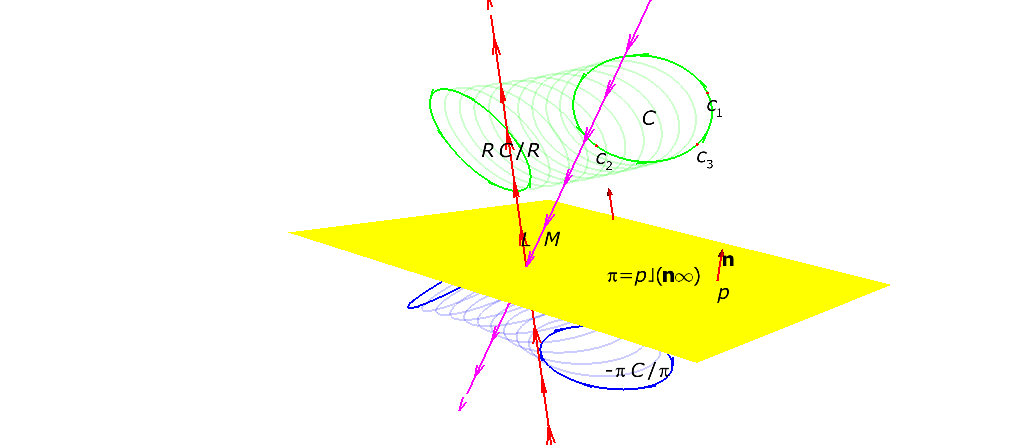 c1
C
R C/R
c2
c3
L M
n
π=p⌋(n∞)
p
-π C/π